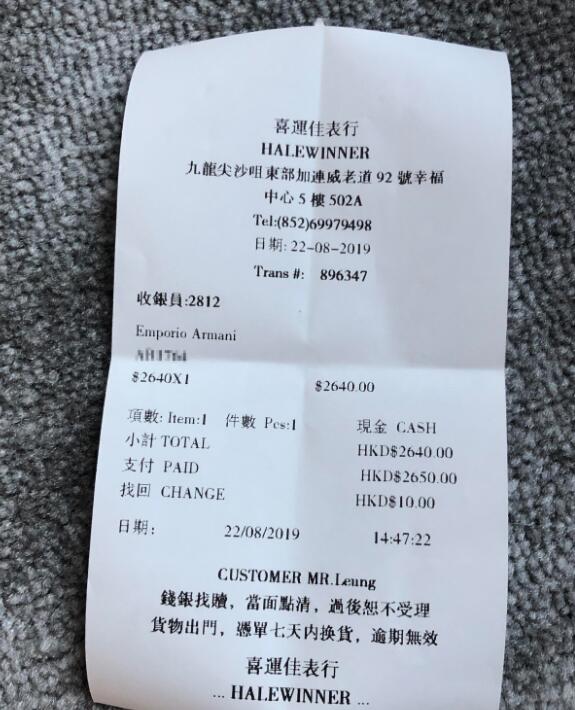 喜運佳表行
HALEWINNER
九龍尖沙咀東部加連威老道 92 號幸福
中心 5 樓 502A
Tel:(852)69979498
日期: 22-08-2019
Trans #: 896347
收銀員:2812
Emporio Armani
$2640X1 $2640.00
項數: Item:1 件數 Pcs:1 現金 CASH
小計 TOTAL HKD$2640.00
支付 PAID HKD$2650.00
找回 CHANGE HKD$10.00
日期: 22/08/2019 14:47:22
CUSTOMER MR.Leung
錢銀找贖，當面點清，過後恕不受理
貨物出門，憑單七天内换貨，逾期無效
喜運佳表行
... HALEWINNER ...